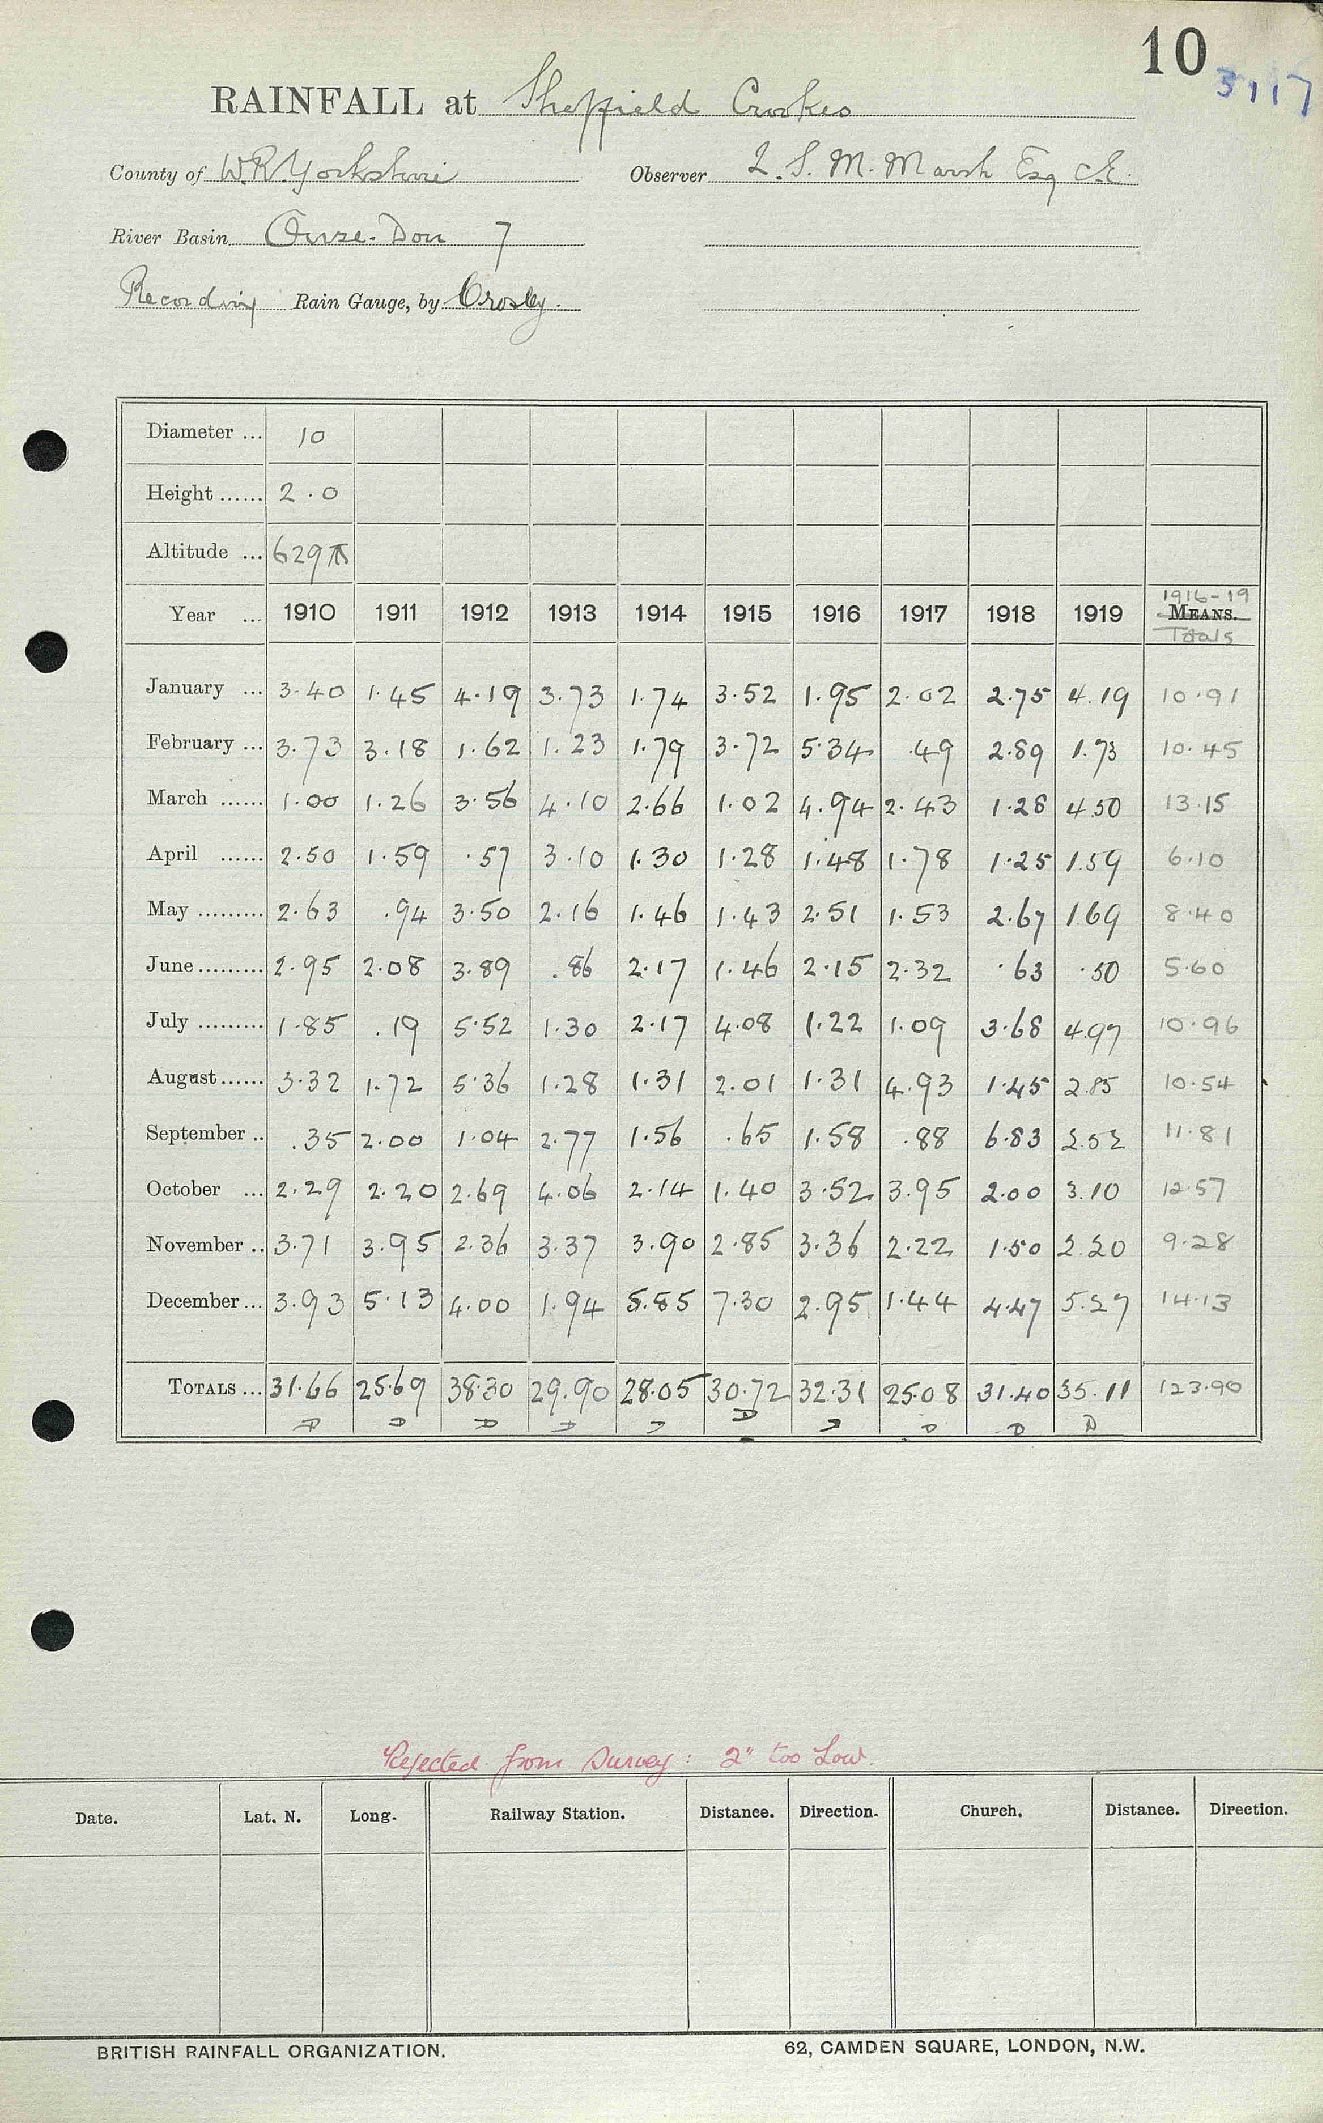 10
3117
RAINFALL at Sheffield Crookes
County of W.R. Yorkshire Observer L. S. M. Marsh Esq C.E.
River Basin Ouse-Don 7
Recording Rain Gauge, by Crosley.
Diameter ... 10
Height ...... 2.0
Altitude ... 629 ft
1916-19
Year ... 1910 1911 1912 1913 1914 1915 1916 1917 1918 1919 MEANS.
Totals
January ... 3.40 1.45 4.19 3.73 1.74 3.52 1.95 2.02 2.75 4.19 10.91
February ... 3.73 3.18 1.62 1.23 1.79 3.72 5.34 .49 2.89 1.73 10.45
March ...... 1.00 1.26 3.56 4.10 2.66 1.02 4.94 2.43 1.28 4.50 13.15
April ...... 2.50 1.59 .57 3.10 1.30 1.28 1.48 1.78 1.25 1.59 6.10
May ......... 2.63 .94 3.50 2.16 1.46 1.43 2.51 1.53 2.67 1.69 8.40
June ......... 2.95 2.08 3.89 .86 2.17 1.46 2.15 2.32 .63 .50 5.60
July ......... 1.85 .19 5.52 1.30 2.17 4.08 1.22 1.09 3.68 4.97 10.96
August ...... 3.32 1.72 5.36 1.28 1.31 2.01 1.31 4.93 1.45 2.85 10.54
September .. .35 2.00 1.04 2.77 1.56 .65 1.58 .88 6.83 2.52 11.81
October ... 2.29 2.20 2.69 4.06 2.14 1.40 3.52 3.95 2.00 3.10 12.57
November .. 3.71 3.95 2.36 3.37 3.90 2.85 3.36 2.22 1.50 2.20 9.28
December ... 3.93 5.13 4.00 1.94 5.85 7.30 2.95 1.44 4.47 5.27 14.13
TOTALS ... 31.66 25.69 38.30 29.90 28.05 30.72 32.31 25.08 31.40 35.11 123.90
D D D D D D D D D D
Rejected from Survey: 2" too Low.
Date. Lat. N. Long. Railway Station. Distance. Direction. Church. Distance. Direction.
BRITISH RAINFALL ORGANIZATION. 62, CAMDEN SQUARE, LONDON, N.W.